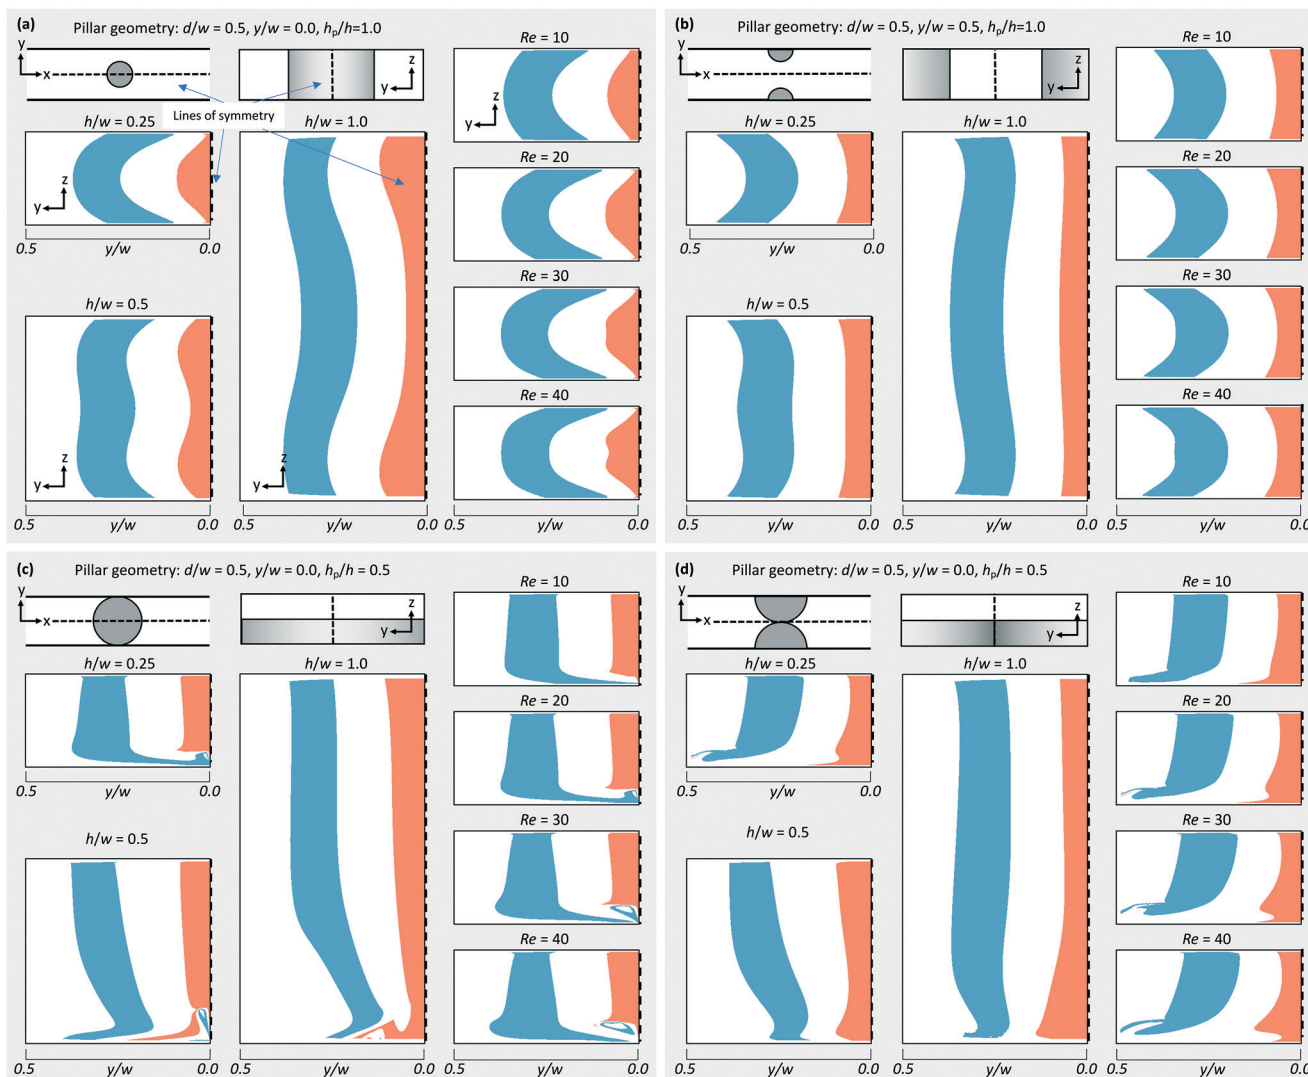 (a)
Pillar geometry: d/w = 0.5, y/w = 0.0, hp/h=1.0
y
x
z
y
Lines of symmetry
h/w = 0.25
z
y
0.5 0.0
y/w
h/w = 0.5
z
y
0.5 0.0
y/w
h/w = 1.0
z
y
0.5 0.0
y/w
Re = 10
z
y
Re = 20
Re = 30
Re = 40
0.5 0.0
y/w
(b)
Pillar geometry: d/w = 0.5, y/w = 0.5, hp/h=1.0
y
x
z
y
h/w = 0.25
0.5 0.0
y/w
h/w = 0.5
0.5 0.0
y/w
h/w = 1.0
0.5 0.0
y/w
Re = 10
Re = 20
Re = 30
Re = 40
0.5 0.0
y/w
(c)
Pillar geometry: d/w = 0.5, y/w = 0.0, hp/h = 0.5
y
x
z
y
h/w = 0.25
0.5 0.0
y/w
h/w = 0.5
0.5 0.0
y/w
h/w = 1.0
0.5 0.0
y/w
Re = 10
Re = 20
Re = 30
Re = 40
0.5 0.0
y/w
(d)
Pillar geometry: d/w = 0.5, y/w = 0.0, hp/h = 0.5
y
x
z
y
h/w = 0.25
0.5 0.0
y/w
h/w = 0.5
0.5 0.0
y/w
h/w = 1.0
0.5 0.0
y/w
Re = 10
Re = 20
Re = 30
Re = 40
0.5 0.0
y/w